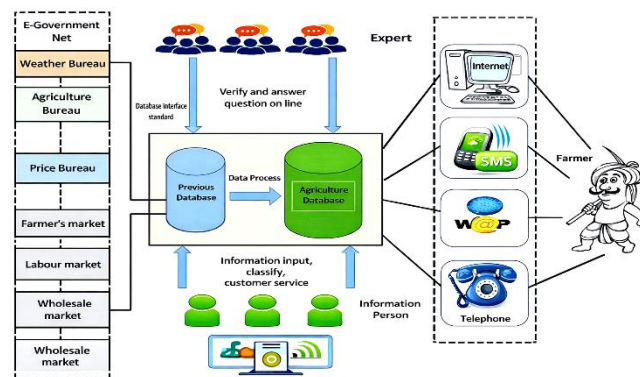 E-Government
Net
Weather Bureau
Agriculture
Bureau
Price Bureau
Farmer's market
Labour market
Wholesale
market
Wholesale
market
Expert
Database interface
standard
Verify and answer
question on line
Previous
Database
Data Process
Agriculture
Database
Information input,
classify,
customer service
Information
Person
Internet
SMS
W@P
Telephone
Farmer